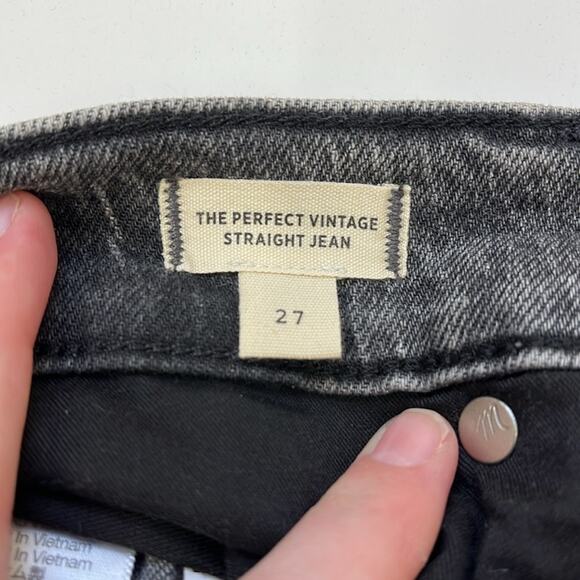 THE PERFECT VINTAGE
STRAIGHT JEAN
27
m
In Vietnam
In Vietnam